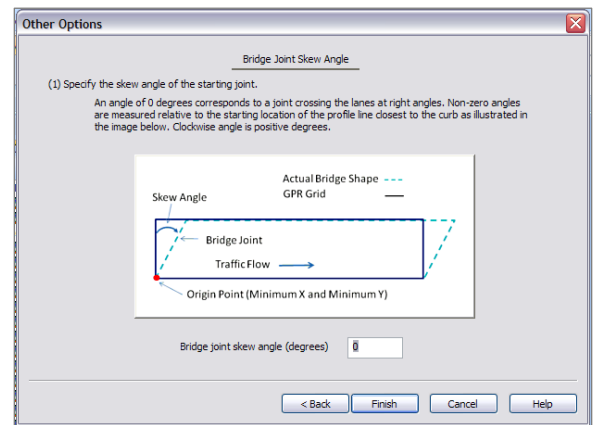 Other Options
Bridge Joint Skew Angle
(1) Specify the skew angle of the starting joint.
An angle of 0 degrees corresponds to a joint crossing the lanes at right angles. Non-zero angles
are measured relative to the starting location of the profile line closest to the curb as illustrated in
the image below. Clockwise angle is positive degrees.
Actual Bridge Shape
GPR Grid
Skew Angle
Bridge Joint
Traffic Flow
Origin Point (Minimum X and Minimum Y)
Bridge joint skew angle (degrees) 0
< Back Finish Cancel Help